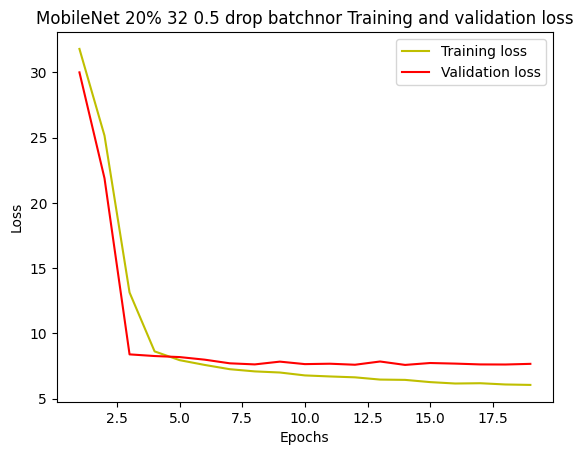 MobileNet 20% 32 0.5 drop batchnor Training and validation loss
Training loss
Validation loss
Loss
30
25
20
15
10
5
2.5
5.0
7.5
10.0
12.5
15.0
17.5
Epochs